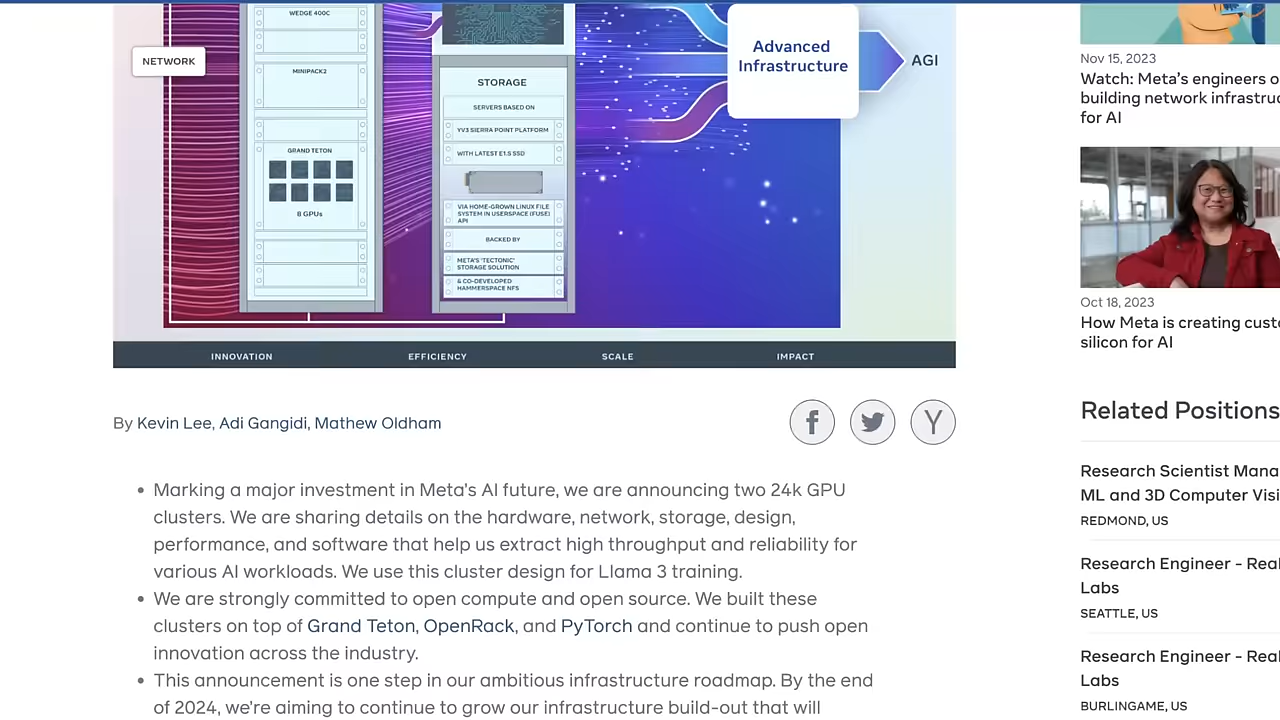 WEDGE 400C
NETWORK
MINIPACK2
GRAND TETON
8 GPUs
STORAGE
SERVERS BASED ON
YV3 SIERRA POINT PLATFORM
WITH LATEST E1.S SSD
VIA HOME-GROWN LINUX FILE
SYSTEM IN USERSPACE (FUSE)
API
BACKED BY
META'S 'TECTONIC'
STORAGE SOLUTION
& CO-DEVELOPED
HAMMERSPACE NFS
Advanced
Infrastructure
AGI
INNOVATION EFFICIENCY SCALE IMPACT
By Kevin Lee, Adi Gangidi, Mathew Oldham
f
Y
Marking a major investment in Meta's AI future, we are announcing two 24k GPU
clusters. We are sharing details on the hardware, network, storage, design,
performance, and software that help us extract high throughput and reliability for
various AI workloads. We use this cluster design for Llama 3 training.
We are strongly committed to open compute and open source. We built these
clusters on top of Grand Teton, OpenRack, and PyTorch and continue to push open
innovation across the industry.
This announcement is one step in our ambitious infrastructure roadmap. By the end
of 2024, we're aiming to continue to grow our infrastructure build-out that will
Nov 15, 2023
Watch: Meta's engineers o
building network infrastruc
for AI
Oct 18, 2023
How Meta is creating custo
silicon for AI
Related Positions
Research Scientist Mana
ML and 3D Computer Visi
REDMOND, US
Research Engineer - Real
Labs
SEATTLE, US
Research Engineer - Real
Labs
BURLINGAME, US